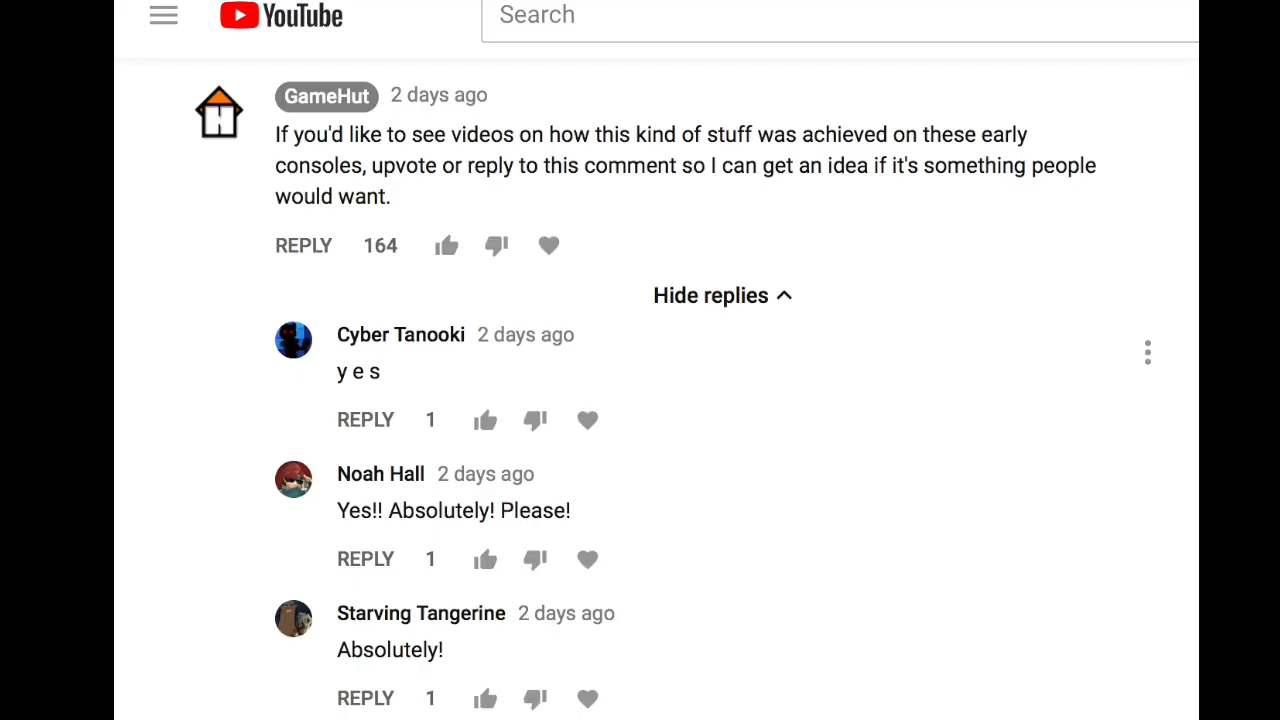 YouTube
Search
GameHut 2 days ago
If you'd like to see videos on how this kind of stuff was achieved on these early
consoles, upvote or reply to this comment so I can get an idea if it's something people
would want.
REPLY 164
Hide replies
Cyber Tanooki 2 days ago
y e s
REPLY 1
Noah Hall 2 days ago
Yes!! Absolutely! Please!
REPLY 1
Starving Tangerine 2 days ago
Absolutely!
REPLY 1